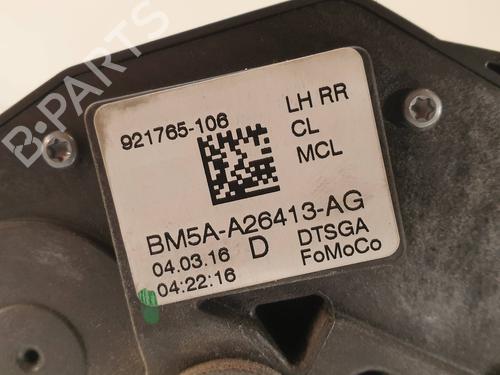 B-PARTS
921765-106
LH RR
CL
MCL
BM5A-A26413-AG
04.03.16 D DTSGA
04:22:16 FoMoCo